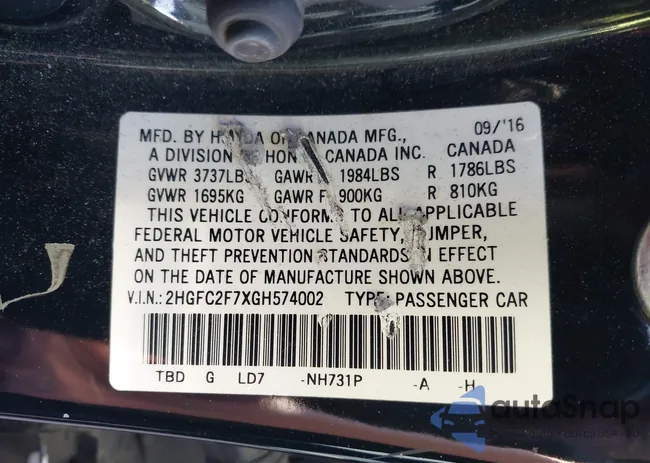 MFD. BY HONDA OF CANADA MFG., 09/'16
A DIVISION OF HONDA CANADA INC. CANADA
GVWR 3737LBS GAWR F 1984LBS R 1786LBS
GVWR 1695KG GAWR F 900KG R 810KG
THIS VEHICLE CONFORMS TO ALL APPLICABLE
FEDERAL MOTOR VEHICLE SAFETY, BUMPER,
AND THEFT PREVENTION STANDARDS IN EFFECT
ON THE DATE OF MANUFACTURE SHOWN ABOVE.
V.I.N.: 2HGFC2F7XGH574002 TYPE: PASSENGER CAR
TBD G LD7 -NH731P -A -H
autoSnap